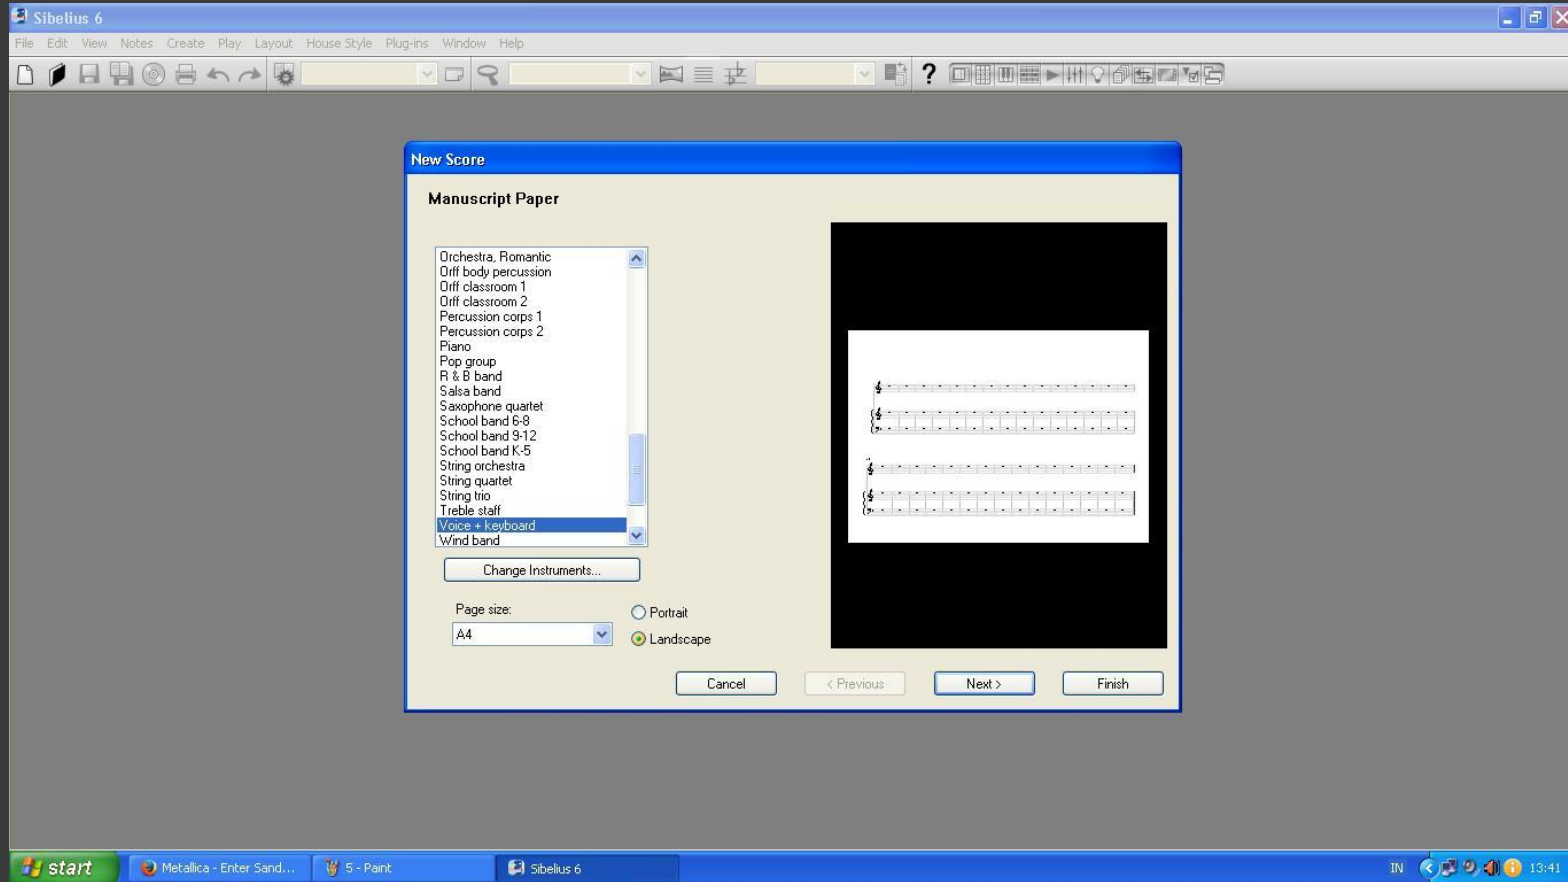 Sibelius 6
File Edit View Notes Create Play Layout House Style Plug-ins Window Help
?
New Score
Manuscript Paper
Orchestra, Romantic
Orff body percussion
Orff classroom 1
Orff classroom 2
Percussion corps 1
Percussion corps 2
Piano
Pop group
R & B band
Salsa band
Saxophone quartet
School band 6-8
School band 9-12
School band K-5
String orchestra
String quartet
String trio
Treble staff
Voice + keyboard
Wind band
Change Instruments...
Page size:
A4
Portrait
Landscape
Cancel < Previous Next > Finish
start Metallica - Enter Sand... 5 - Paint Sibelius 6 IN 13:41